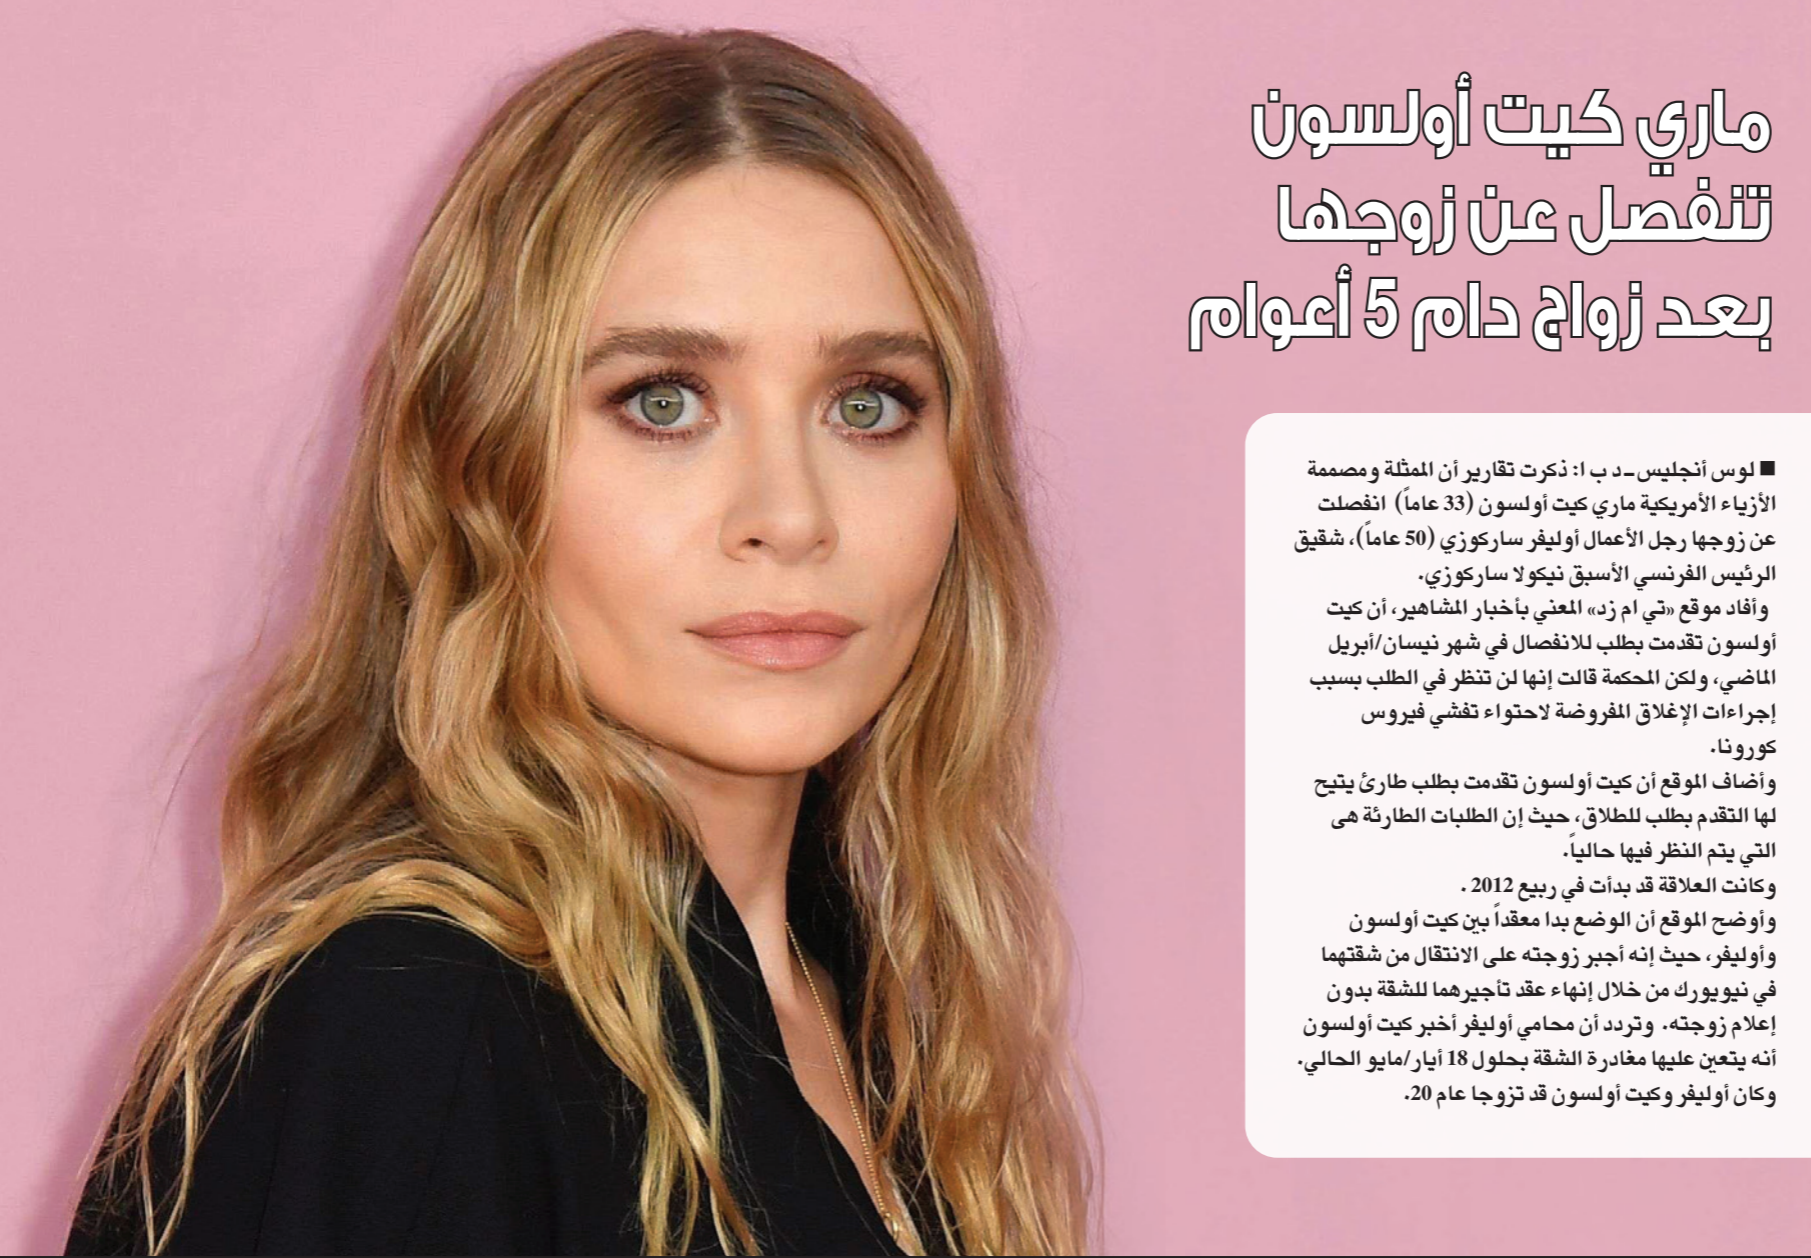 ماري كيت أولسون
تنفصل عن زوجها
بعد زواج دام 5 أعوام
■ لوس أنجليس ـ د ب ا: ذكرت تقارير أن الممثلة ومصممة
الأزياء الأمريكية ماري كيت أولسون (33 عاماً) انفصلت
عن زوجها رجل الأعمال أوليفر ساركوزي (50 عاماً)، شقيق
الرئيس الفرنسي الأسبق نيكولا ساركوزي.
وأفاد موقع «تي ام زد» المعني بأخبار المشاهير، أن كيت
أولسون تقدمت بطلب للانفصال في شهر نيسان/أبريل
الماضي، ولكن المحكمة قالت إنها لن تنظر في الطلب بسبب
إجراءات الإغلاق المفروضة لاحتواء تفشي فيروس
كورونا.
وأضاف الموقع أن كيت أولسون تقدمت بطلب طارئ يتيح
لها التقدم بطلب للطلاق، حيث إن الطلبات الطارئة هى
التي يتم النظر فيها حالياً.
وكانت العلاقة قد بدأت في ربيع 2012 .
وأوضح الموقع أن الوضع بدا معقداً بين كيت أولسون
وأوليفر، حيث إنه أجبر زوجته على الانتقال من شقتهما
في نيويورك من خلال إنهاء عقد تأجيرهما للشقة بدون
إعلام زوجته. وتردد أن محامي أوليفر أخبر كيت أولسون
أنه يتعين عليها مغادرة الشقة بحلول 18 أيار/مايو الحالي.
وكان أوليفر وكيت أولسون قد تزوجا عام 20.